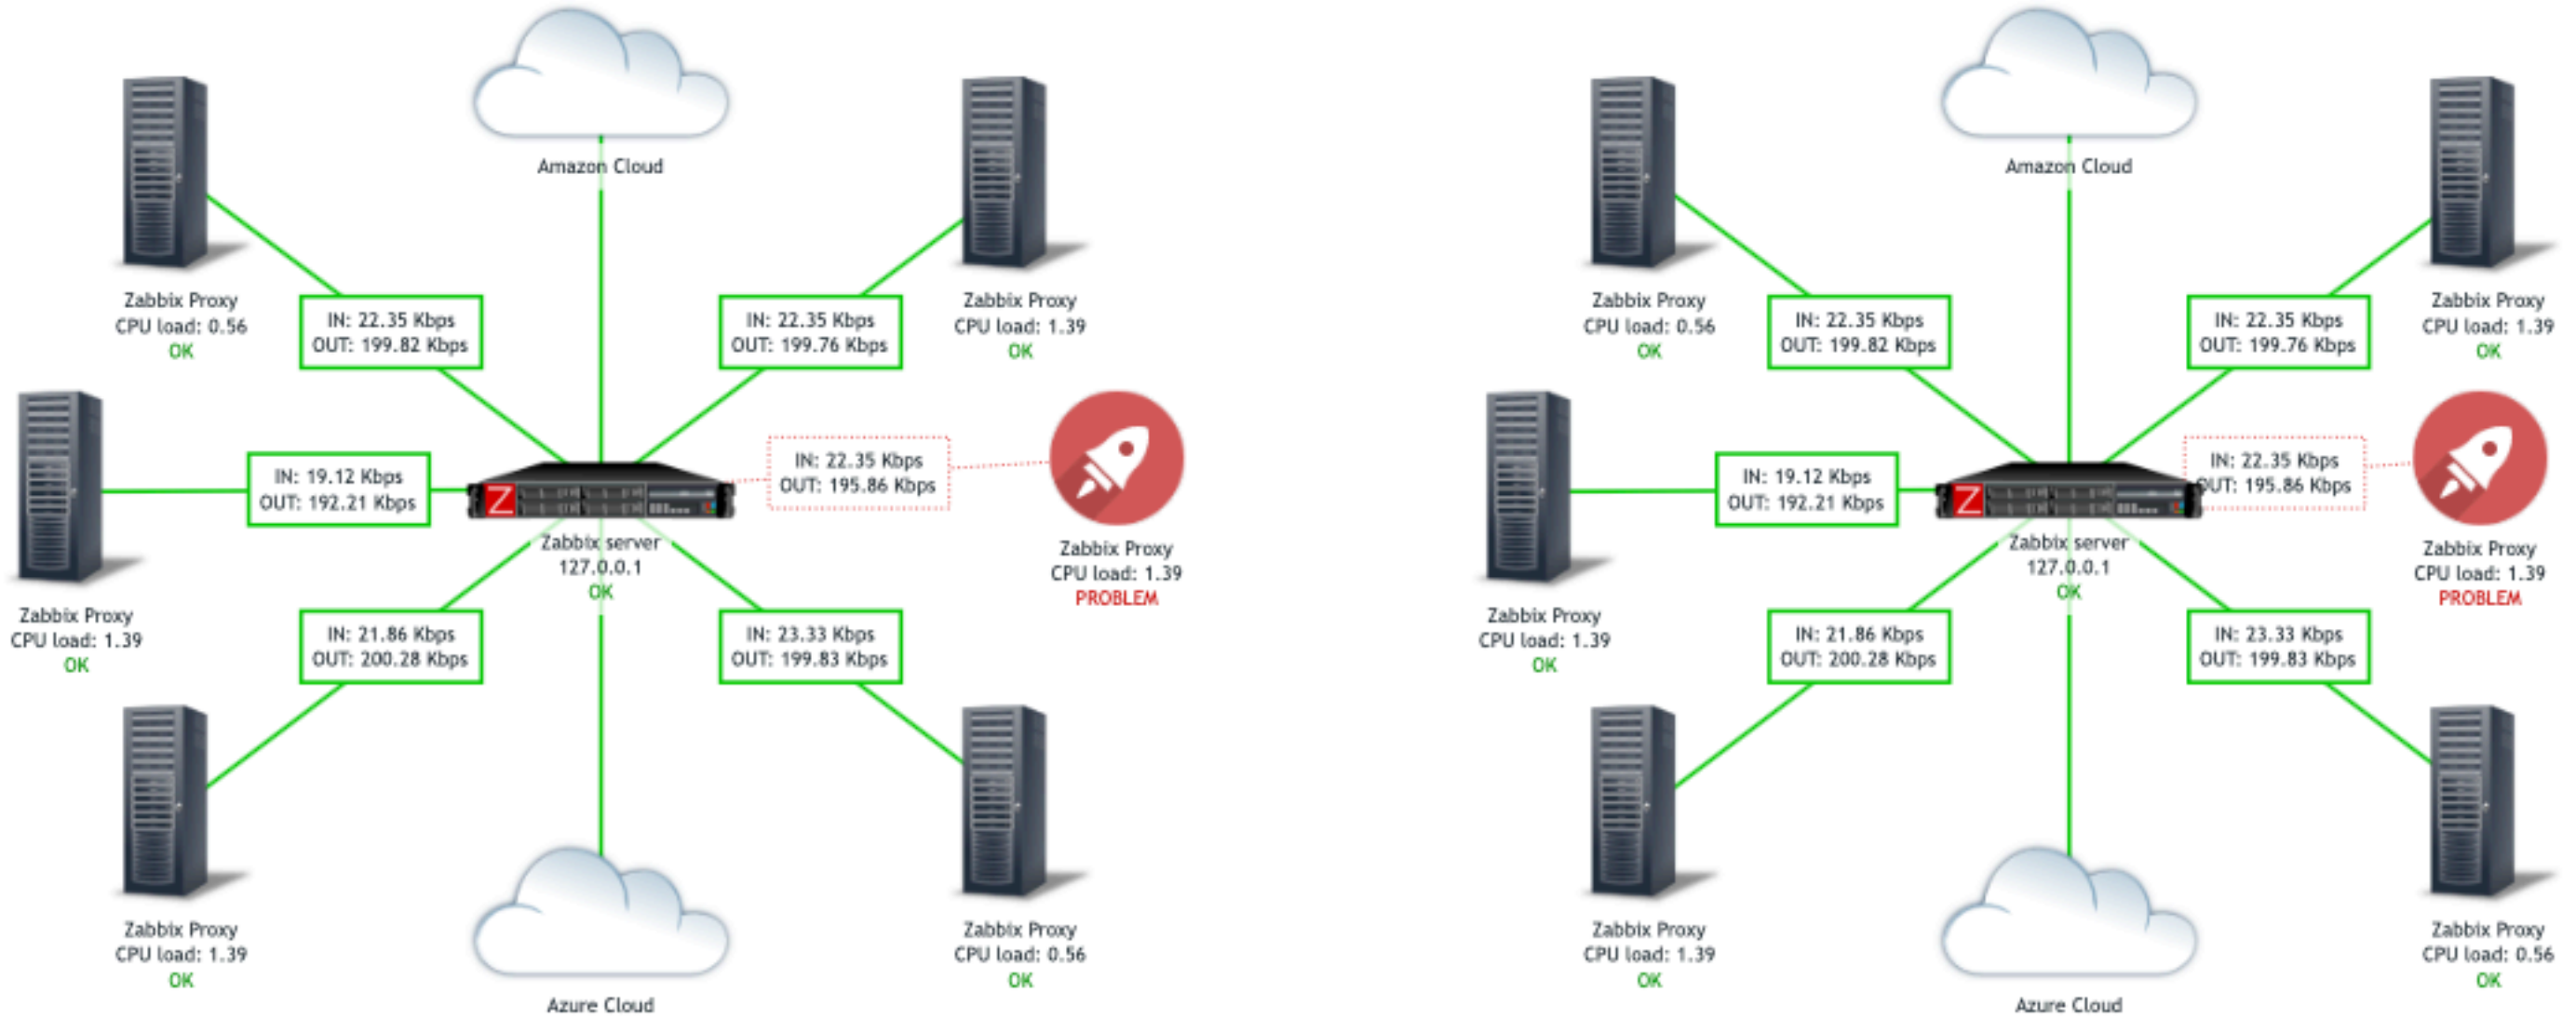 Amazon Cloud
Zabbix Proxy
CPU load: 0.56
OK
IN: 22.35 Kbps
OUT: 199.82 Kbps
IN: 22.35 Kbps
OUT: 199.76 Kbps
Zabbix Proxy
CPU load: 1.39
OK
IN: 19.12 Kbps
OUT: 192.21 Kbps
Z
IN: 22.35 Kbps
OUT: 195.86 Kbps
Zabbix Proxy
CPU load: 1.39
PROBLEM
Zabbix server
127.0.0.1
OK
Zabbix Proxy
CPU load: 1.39
OK
IN: 21.86 Kbps
OUT: 200.28 Kbps
IN: 23.33 Kbps
OUT: 199.83 Kbps
Zabbix Proxy
CPU load: 1.39
OK
Zabbix Proxy
CPU load: 0.56
OK
Azure Cloud
Amazon Cloud
Zabbix Proxy
CPU load: 0.56
OK
IN: 22.35 Kbps
OUT: 199.82 Kbps
IN: 22.35 Kbps
OUT: 199.76 Kbps
Zabbix Proxy
CPU load: 1.39
OK
IN: 19.12 Kbps
OUT: 192.21 Kbps
Z
IN: 22.35 Kbps
OUT: 195.86 Kbps
Zabbix Proxy
CPU load: 1.39
PROBLEM
Zabbix server
127.0.0.1
OK
Zabbix Proxy
CPU load: 1.39
OK
IN: 21.86 Kbps
OUT: 200.28 Kbps
IN: 23.33 Kbps
OUT: 199.83 Kbps
Zabbix Proxy
CPU load: 1.39
OK
Zabbix Proxy
CPU load: 0.56
OK
Azure Cloud